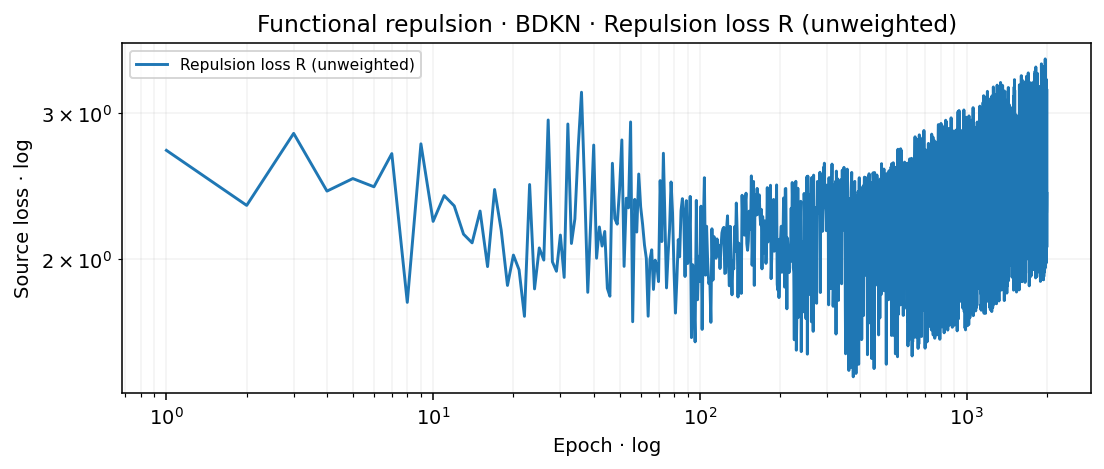 Functional repulsion · BDKN · Repulsion loss R (unweighted)
Repulsion loss R (unweighted)
Source loss · log
3 × 10⁰
2 × 10⁰
10⁰ 10¹ 10² 10³
Epoch · log